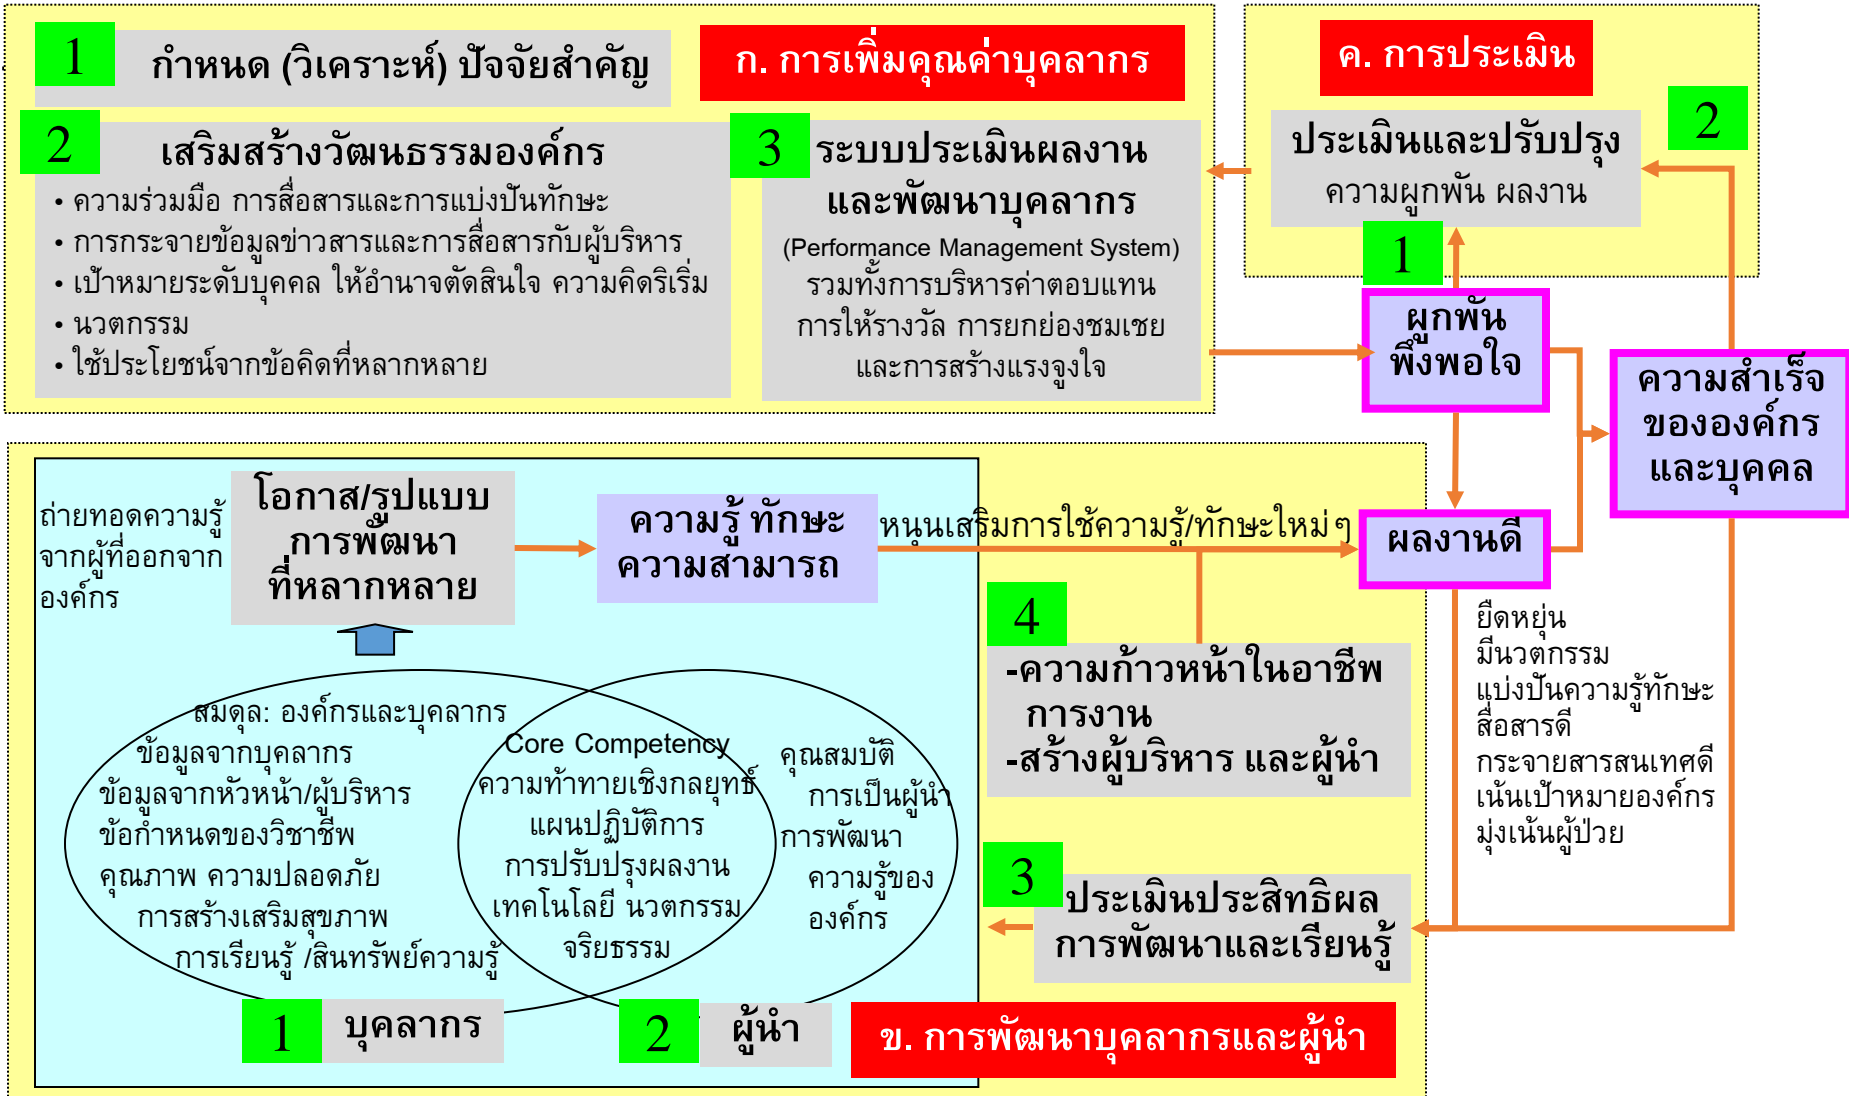 1
กำหนด (วิเคราะห์) ปัจจัยสำคัญ
ก. การเพิ่มคุณค่าบุคลากร
2
เสริมสร้างวัฒนธรรมองค์กร
• ความร่วมมือ การสื่อสารและการแบ่งปันทักษะ
• การกระจายข้อมูลข่าวสารและการสื่อสารกับผู้บริหาร
• เป้าหมายระดับบุคคล ให้อำนาจตัดสินใจ ความคิดริเริ่ม
• นวตกรรม
• ใช้ประโยชน์จากข้อคิดที่หลากหลาย
3
ระบบประเมินผลงาน
และพัฒนาบุคลากร
(Performance Management System)
รวมทั้งการบริหารค่าตอบแทน
การให้รางวัล การยกย่องชมเชย
และการสร้างแรงจูงใจ
ค. การประเมิน
2
ประเมินและปรับปรุง
ความผูกพัน ผลงาน
1
ผูกพัน
พึงพอใจ
ความสำเร็จ
ขององค์กร
และบุคคล
ถ่ายทอดความรู้
จากผู้ที่ออกจาก
องค์กร
โอกาส/รูปแบบ
การพัฒนา
ที่หลากหลาย
ความรู้ ทักษะ
ความสามารถ
หนุนเสริมการใช้ความรู้/ทักษะใหม่ๆ
ผลงานดี
4
-ความก้าวหน้าในอาชีพ
การงาน
-สร้างผู้บริหาร และผู้นำ
ยืดหยุ่น
มีนวตกรรม
แบ่งปันความรู้ทักษะ
สื่อสารดี
กระจายสารสนเทศดี
เน้นเป้าหมายองค์กร
มุ่งเน้นผู้ป่วย
สมดุล: องค์กรและบุคลากร
ข้อมูลจากบุคลากร
ข้อมูลจากหัวหน้า/ผู้บริหาร
ข้อกำหนดของวิชาชีพ
คุณภาพ ความปลอดภัย
การสร้างเสริมสุขภาพ
การเรียนรู้ /สินทรัพย์ความรู้
Core Competency
ความท้าทายเชิงกลยุทธ์
แผนปฏิบัติการ
การปรับปรุงผลงาน
เทคโนโลยี นวตกรรม
จริยธรรม
คุณสมบัติ
การเป็นผู้นำ
การพัฒนา
ความรู้ของ
องค์กร
3
ประเมินประสิทธิผล
การพัฒนาและเรียนรู้
1
บุคลากร
2
ผู้นำ
ข. การพัฒนาบุคลากรและผู้นำ